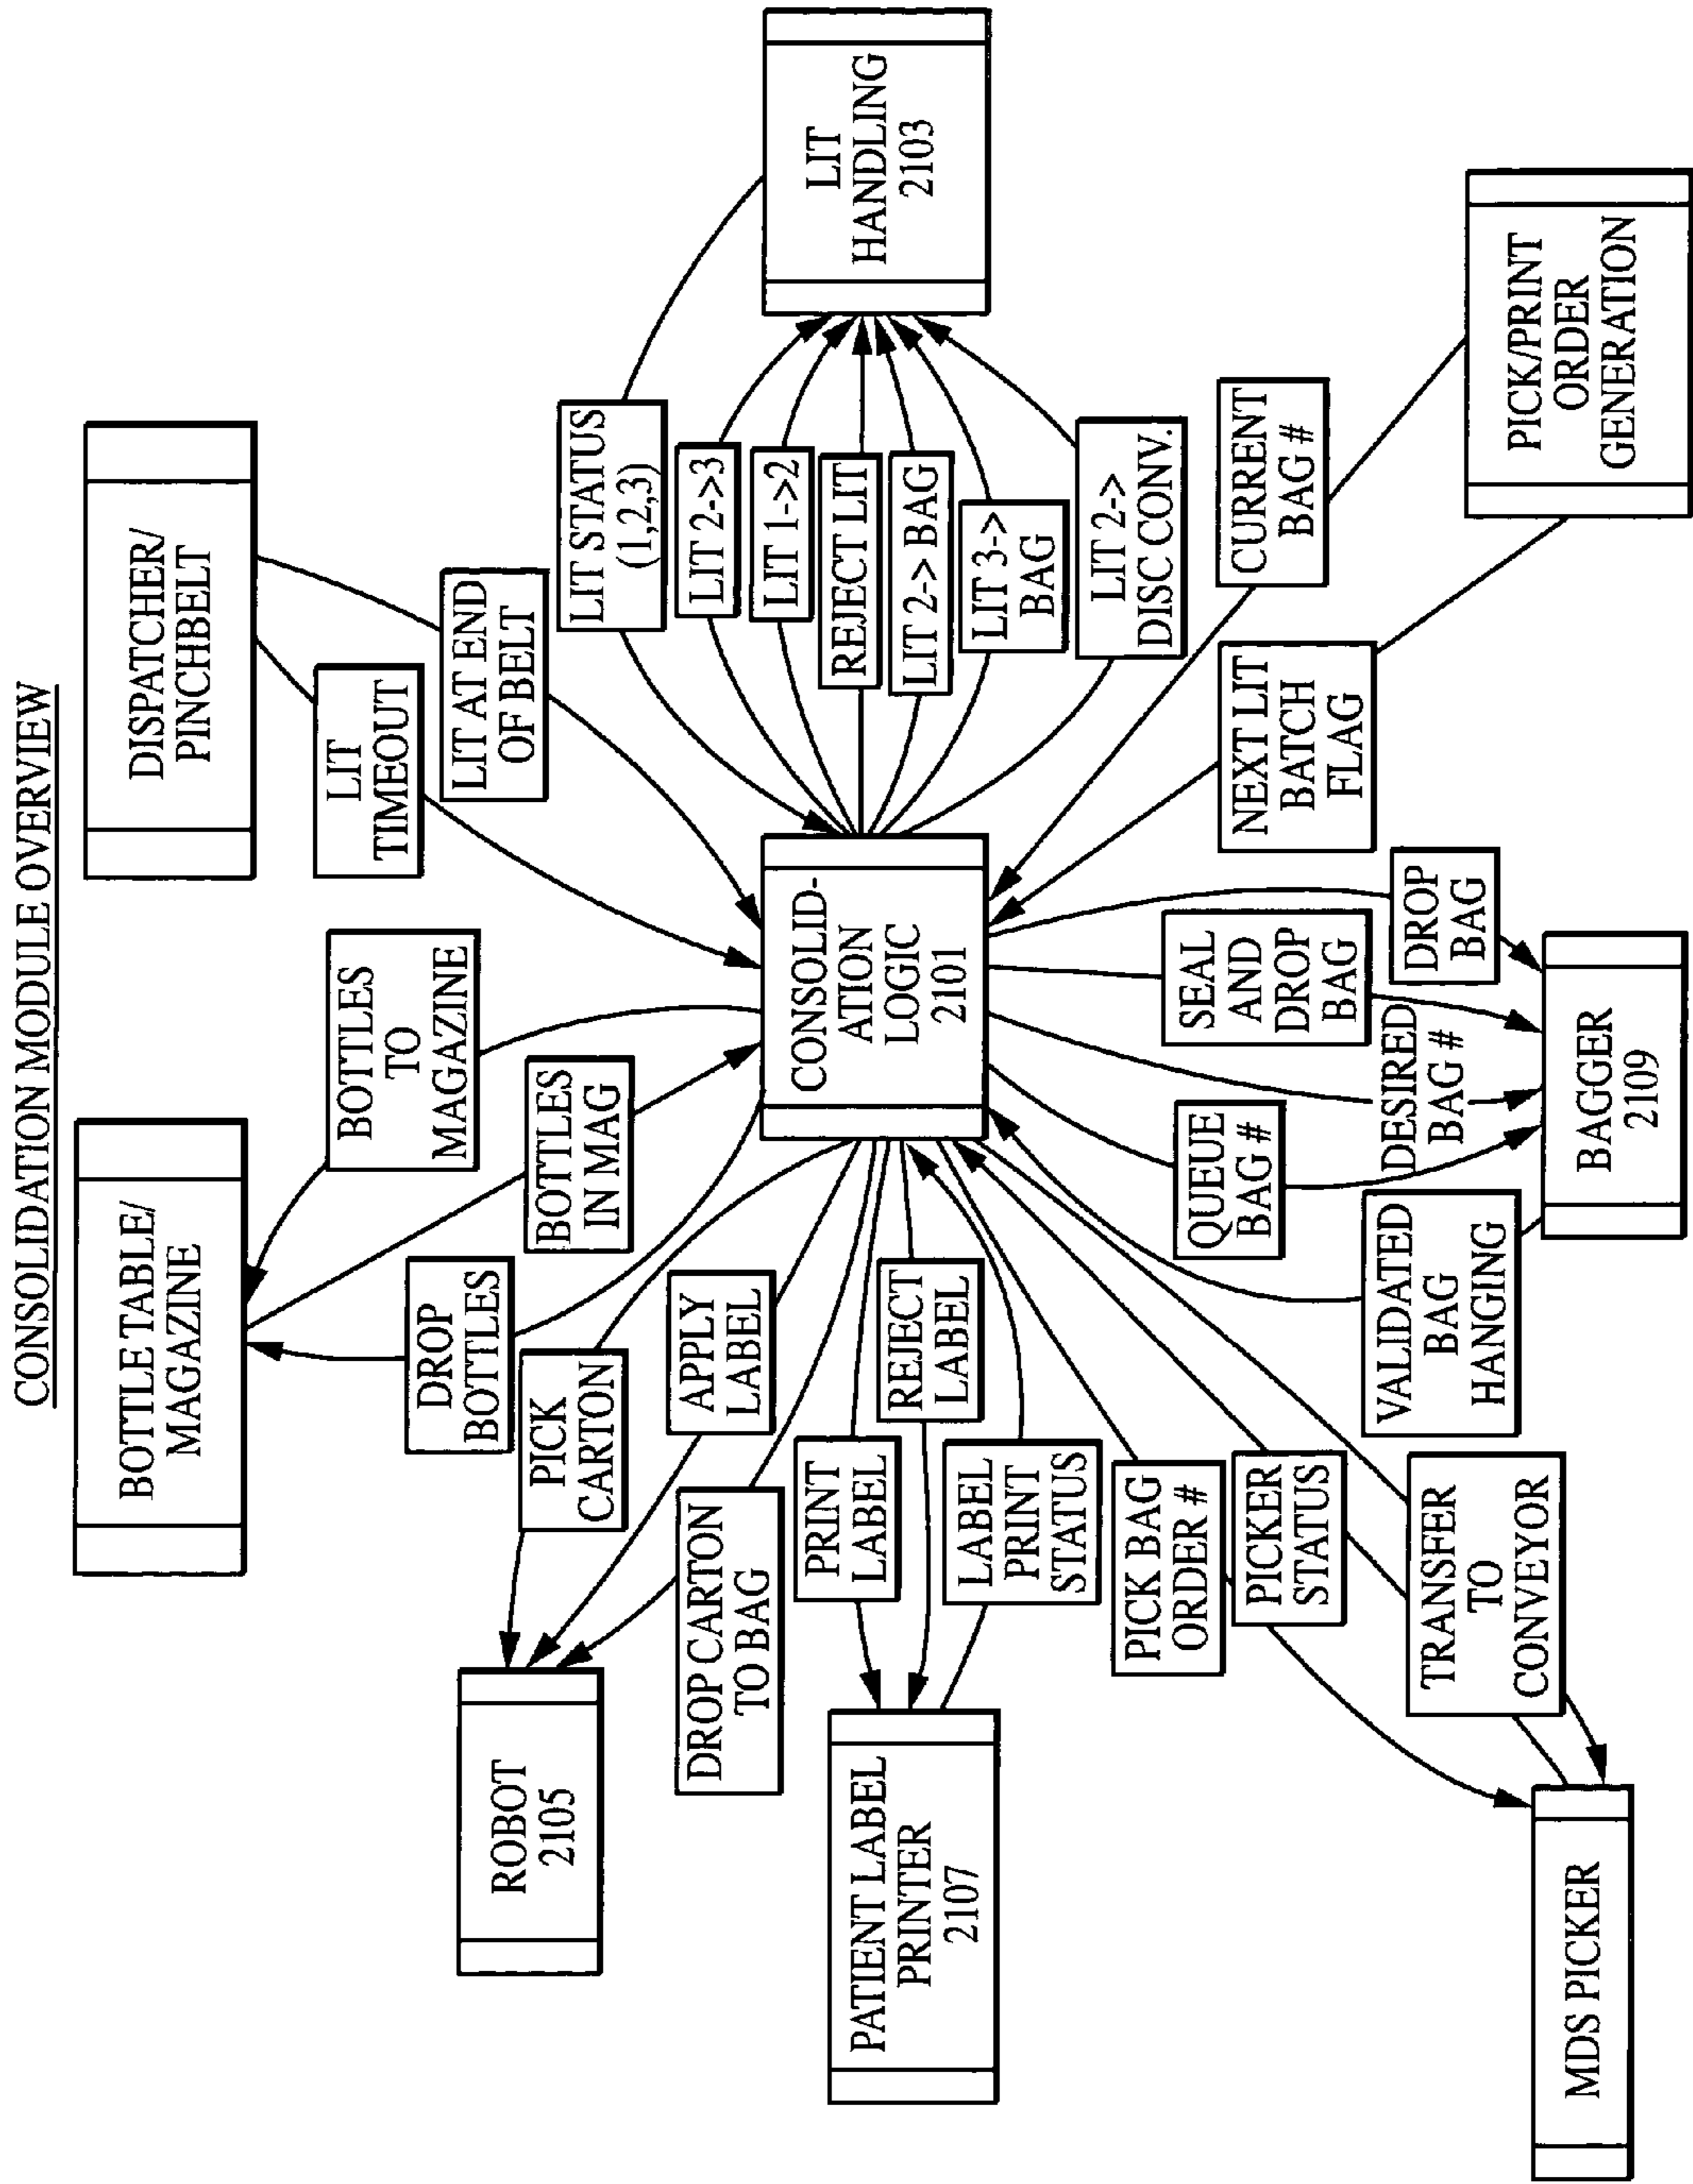 CONSOLIDATION MODULE OVERVIEW
BOTTLE TABLE/
MAGAZINE
DISPATCHER/
PINCHBELT
BOTTLES
TO
MAGAZINE
LIT
TIMEOUT
LIT AT END
OF BELT
DROP
BOTTLES
BOTTLES
IN MAG
ROBOT
2105
PICK
CARTON
APPLY
LABEL
DROP CARTON
TO BAG
LIT STATUS
(1,2,3)
LIT 2->3
LIT 1->2
REJECT LIT
LIT 2-> BAG
LIT 3->
BAG
LIT 2->
DISC CONV.
LIT
HANDLING
2103
CONSOLID-
ATION
LOGIC
2101
PATIENT LABEL
PRINTER
2107
PRINT
LABEL
REJECT
LABEL
LABEL
PRINT
STATUS
PICK BAG
ORDER #
PICKER
STATUS
TRANSFER
TO
CONVEYOR
VALIDATED
BAG
HANGING
QUEUE
BAG #
DESIRED
BAG #
SEAL
AND
DROP
BAG
DROP
BAG
NEXT LIT
BATCH
FLAG
CURRENT
BAG #
MDS PICKER
BAGGER
2109
PICK/PRINT
ORDER
GENERATION